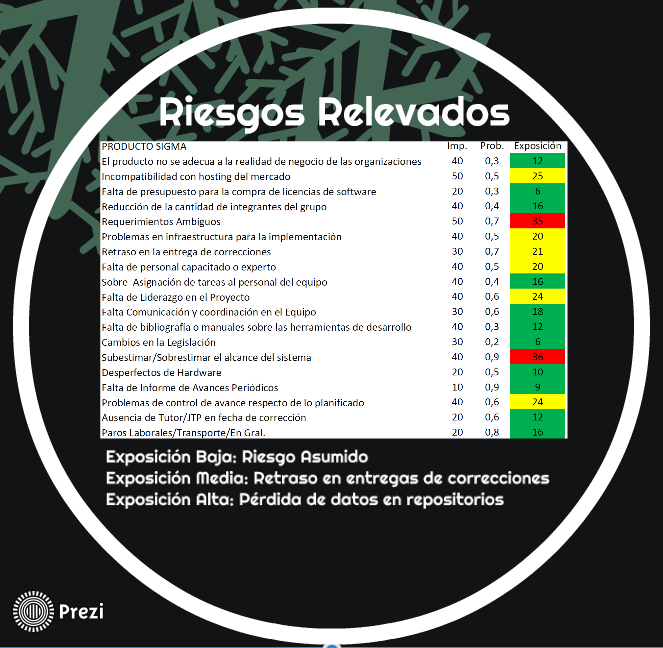 Riesgos Relevados
PRODUCTO SIGMA Imp. Prob. Exposición
El producto no se adecua a la realidad de negocio de las organizaciones 40 0,3 12
Incompatibilidad con hosting del mercado 50 0,5 25
Falta de presupuesto para la compra de licencias de software 20 0,3 6
Reducción de la cantidad de integrantes del grupo 40 0,4 16
Requerimientos Ambiguos 50 0,7 35
Problemas en infraestructura para la implementación 40 0,5 20
Retraso en la entrega de correcciones 30 0,7 21
Falta de personal capacitado o experto 40 0,5 20
Sobre Asignación de tareas al personal del equipo 40 0,4 16
Falta de Liderazgo en el Proyecto 40 0,6 24
Falta Comunicación y coordinación en el Equipo 30 0,6 18
Falta de bibliografía o manuales sobre las herramientas de desarrollo 40 0,3 12
Cambios en la Legislación 30 0,2 6
Subestimar/Sobrestimar el alcance del sistema 40 0,9 36
Desperfectos de Hardware 20 0,5 10
Falta de Informe de Avances Periódicos 10 0,9 9
Problemas de control de avance respecto de lo planificado 40 0,6 24
Ausencia de Tutor/JTP en fecha de corrección 20 0,6 12
Paros Laborales/Transporte/En Gral. 20 0,8 16
Exposición Baja: Riesgo Asumido
Exposición Media: Retraso en entregas de correcciones
Exposición Alta: Pérdida de datos en repositorios
Prezi